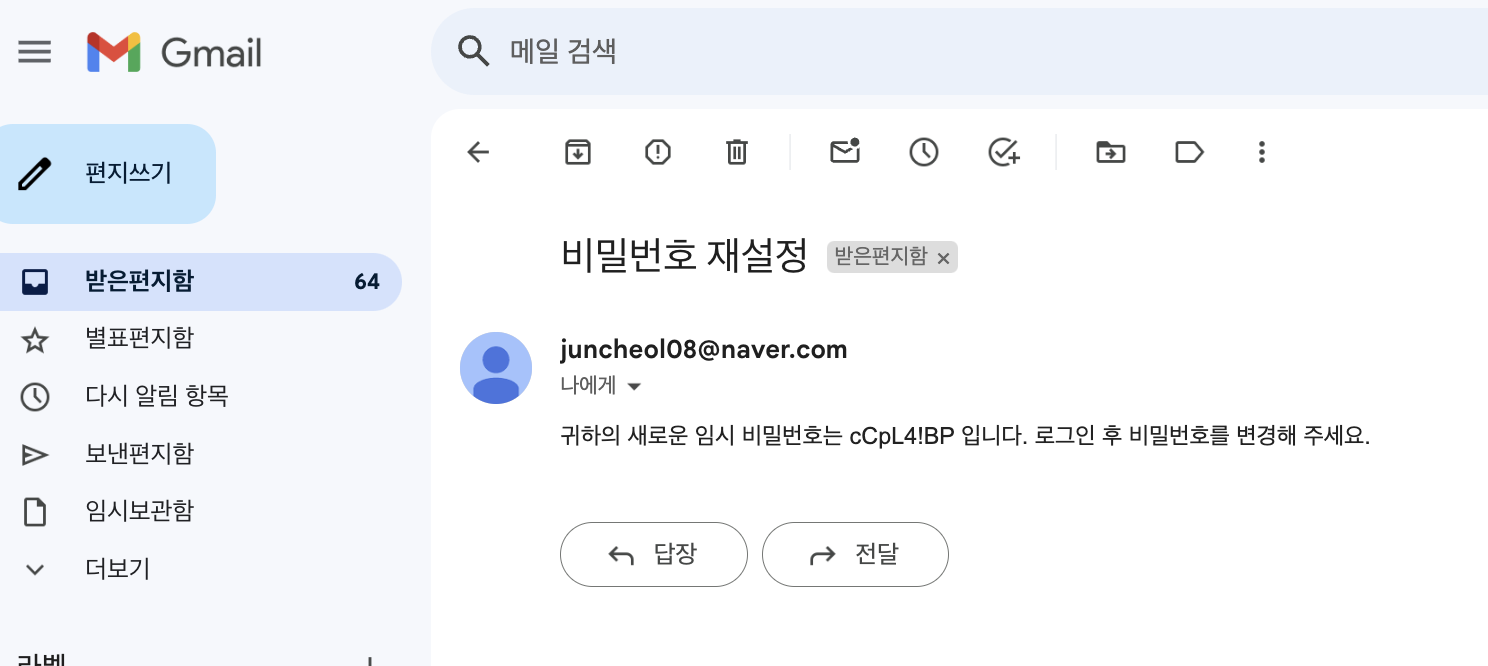 Gmail
메일 검색
편지쓰기
받은편지함 64
별표편지함
다시 알림 항목
보낸편지함
임시보관함
더보기
라벨 +
비밀번호 재설정 받은편지함 ×
juncheol08@naver.com
나에게
귀하의 새로운 임시 비밀번호는 cCpL4!BP 입니다. 로그인 후 비밀번호를 변경해 주세요.
답장
전달